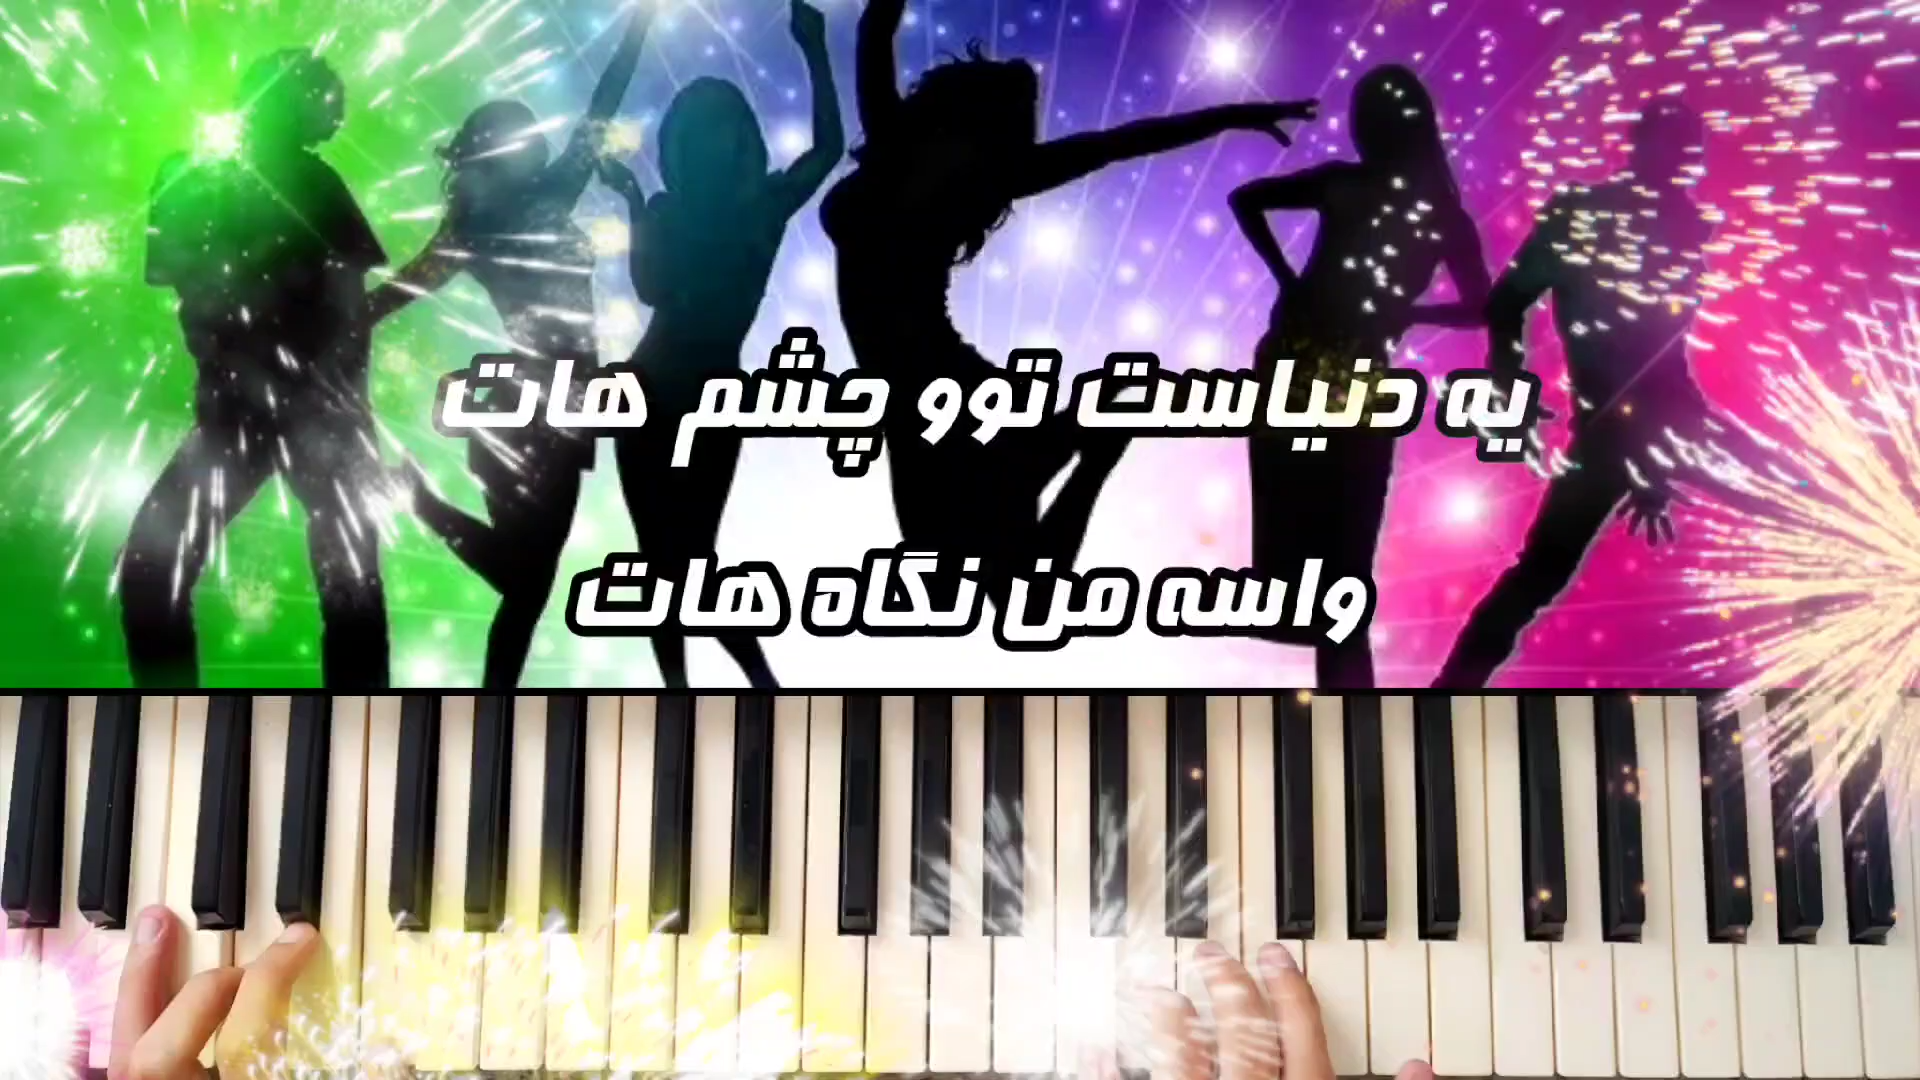 یه دنیاست توو چشم هات
واسه من نگاه هات